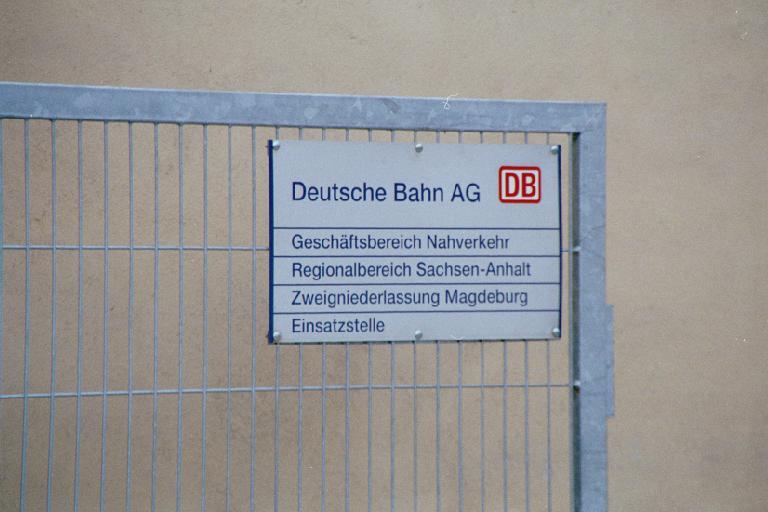 Deutsche Bahn AG DB
Geschäftsbereich Nahverkehr
Regionalbereich Sachsen-Anhalt
Zweigniederlassung Magdeburg
Einsatzstelle